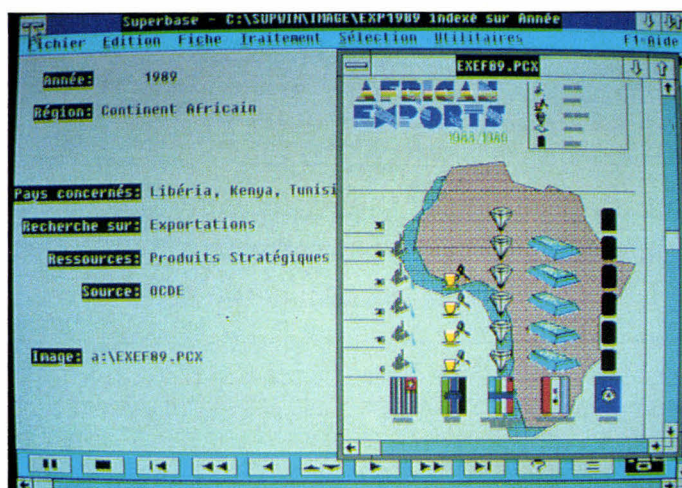 Superbase - C:\SUPWIN\IMAGE\EXP1989 indexé sur Année
Fichier Edition Fiche Traitement Sélection Utilitaires F1=Aide
Année: 1989
Région: Continent Africain
Pays concernés: Libéria, Kenya, Tunisi
Recherche sur: Exportations
Ressources: Produits Stratégiques
Source: OCDE
Image: a:\EXEF89.PCX
EXEF89.PCX
AFRICAN
EXPORTS
1988/1989